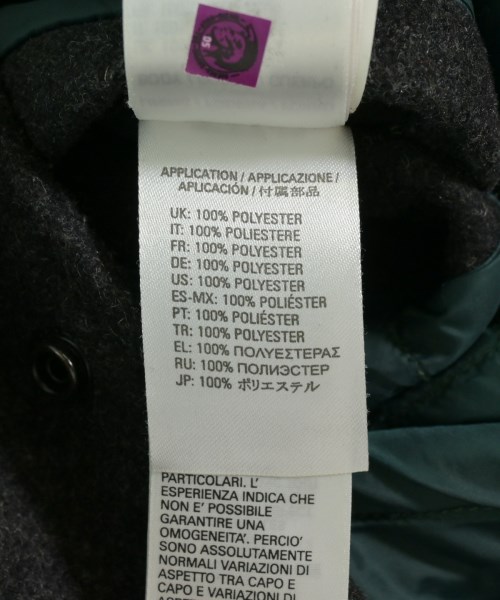 APPLICATION / APPLICAZIONE /
APLICACIÓN / 付属部品
UK: 100% POLYESTER
IT: 100% POLIESTERE
FR: 100% POLYESTER
DE: 100% POLYESTER
US: 100% POLYESTER
ES-MX: 100% POLIÉSTER
PT: 100% POLIÉSTER
TR: 100% POLYESTER
EL: 100% ΠΟΛΥΕΣΤΕΡΑΣ
RU: 100% ПОЛИЭСТЕР
JP: 100% ポリエステル
PARTICOLARI. L'
ESPERIENZA INDICA CHE
NON E' POSSIBILE
GARANTIRE UNA
OMOGENEITA'. PERCIO'
SONO ASSOLUTAMENTE
NORMALI VARIAZIONI DI
ASPETTO TRA CAPO E
CAPO E VARIAZIONI DI